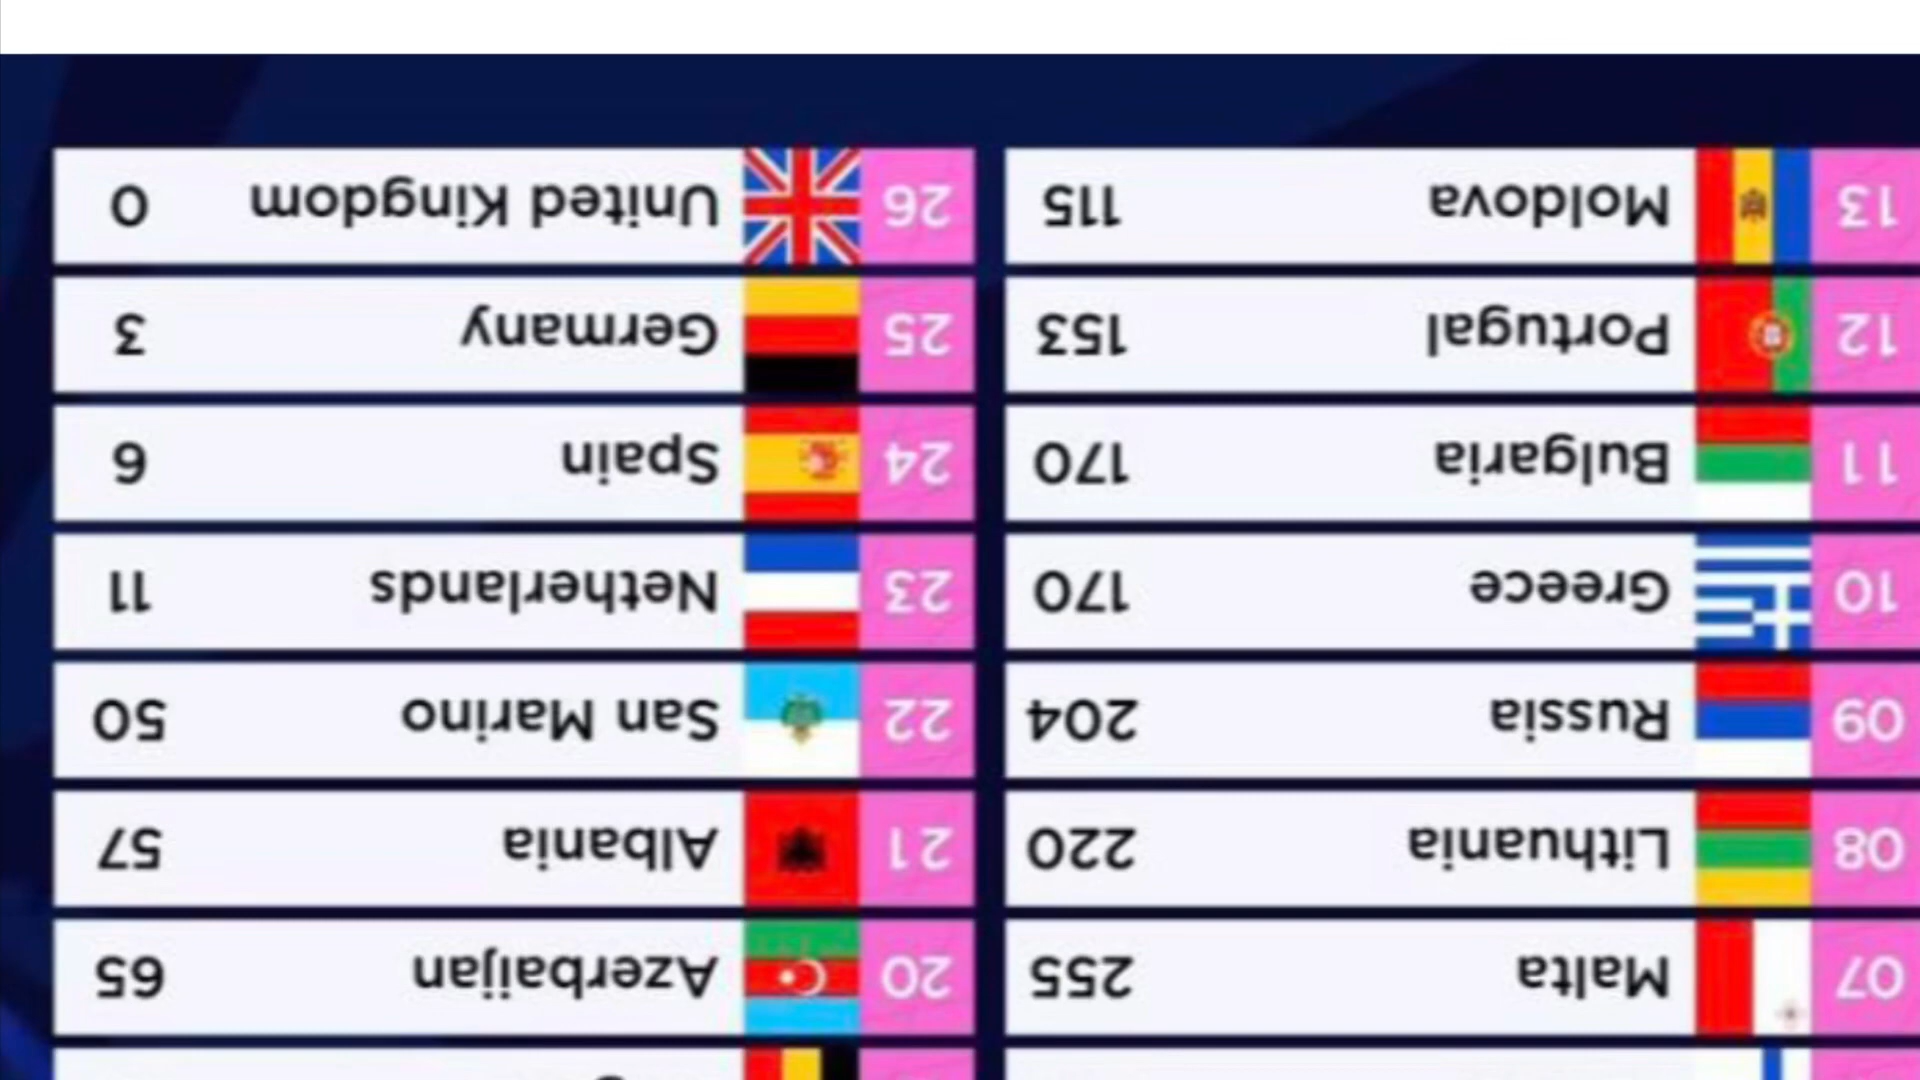 07 Malta 255 20 Azerbaijan 65
08 Lithuania 220 21 Albania 57
09 Russia 204 22 San Marino 50
10 Greece 170 23 Netherlands 11
11 Bulgaria 170 24 Spain 6
12 Portugal 153 25 Germany 3
13 Moldova 115 26 United Kingdom 0